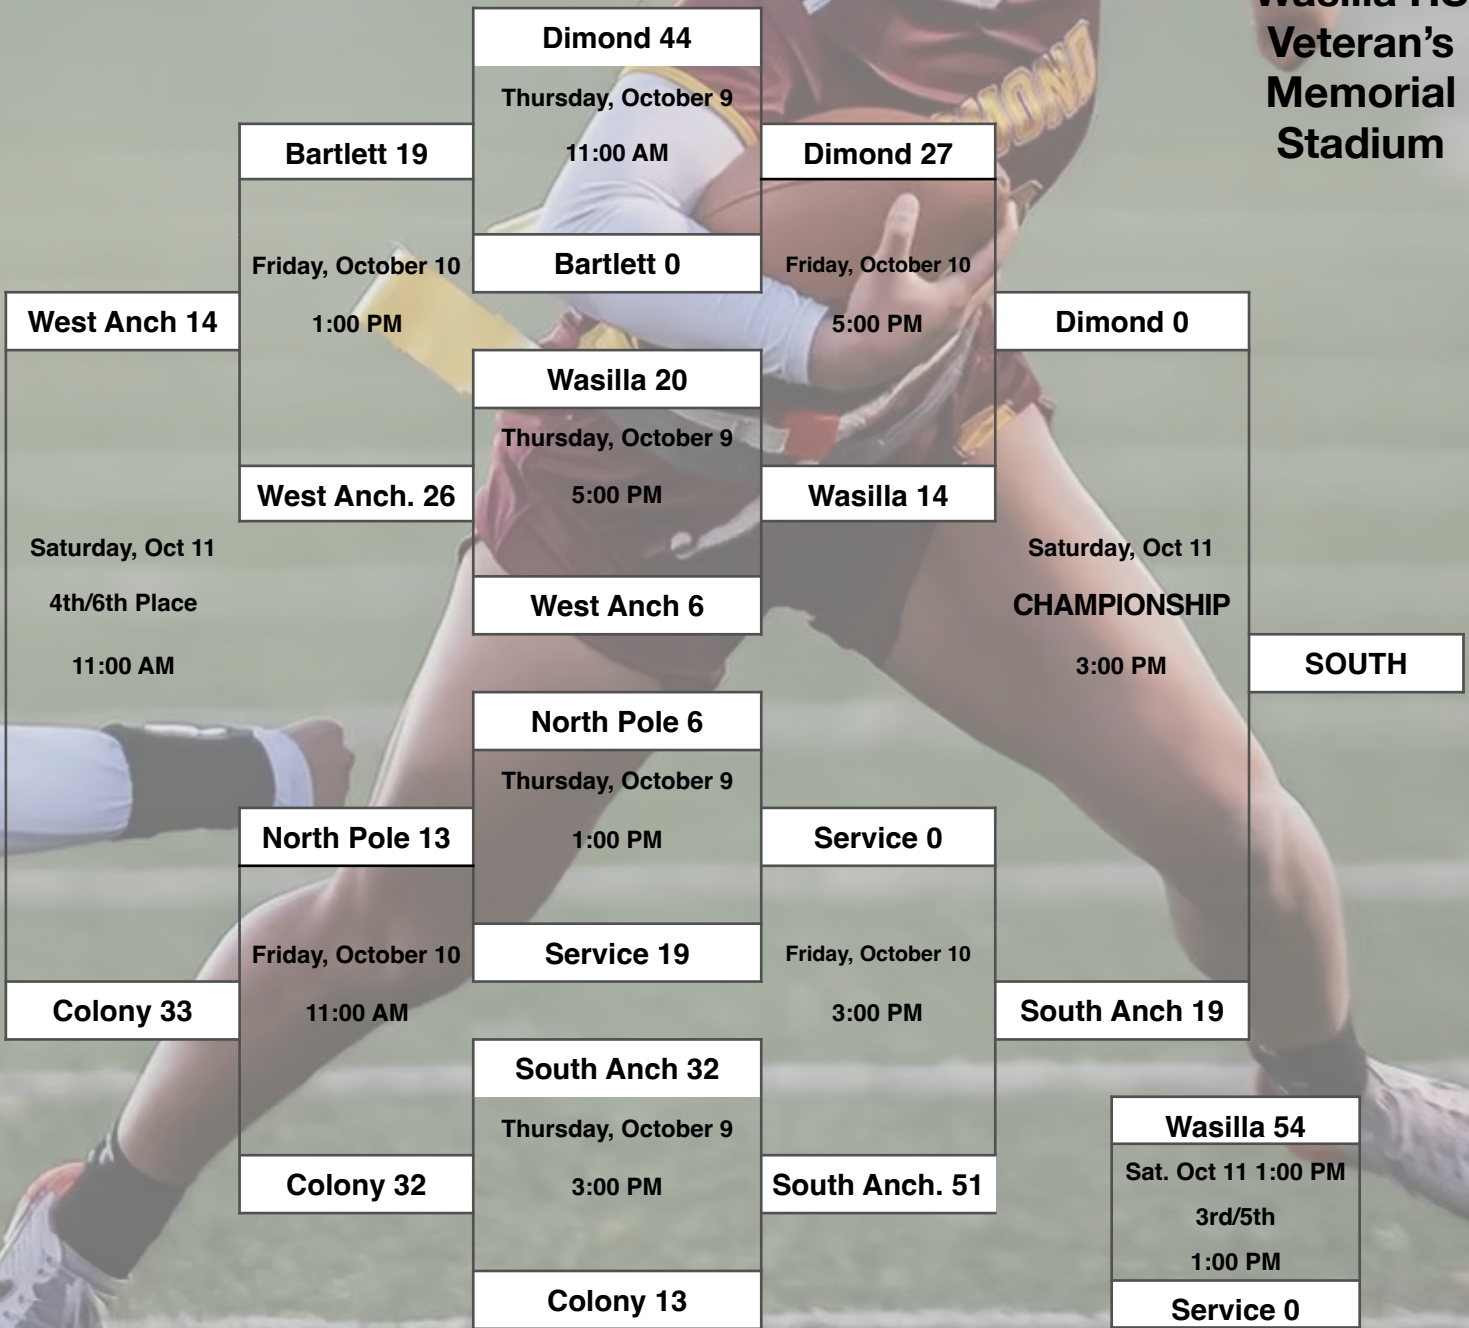 Wasilla HS
Veteran's
Memorial
Stadium
Dimond 44
Thursday, October 9
11:00 AM
Bartlett 0
Bartlett 19
Friday, October 10
1:00 PM
West Anch. 26
Dimond 27
Friday, October 10
5:00 PM
Wasilla 14
West Anch 14
Saturday, Oct 11
4th/6th Place
11:00 AM
Colony 33
Wasilla 20
Thursday, October 9
5:00 PM
West Anch 6
Dimond 0
Saturday, Oct 11
CHAMPIONSHIP
3:00 PM
South Anch 19
SOUTH
North Pole 6
Thursday, October 9
1:00 PM
Service 19
North Pole 13
Friday, October 10
11:00 AM
Colony 32
Service 0
Friday, October 10
3:00 PM
South Anch. 51
South Anch 32
Thursday, October 9
3:00 PM
Colony 13
Wasilla 54
Sat. Oct 11 1:00 PM
3rd/5th
1:00 PM
Service 0
MOND